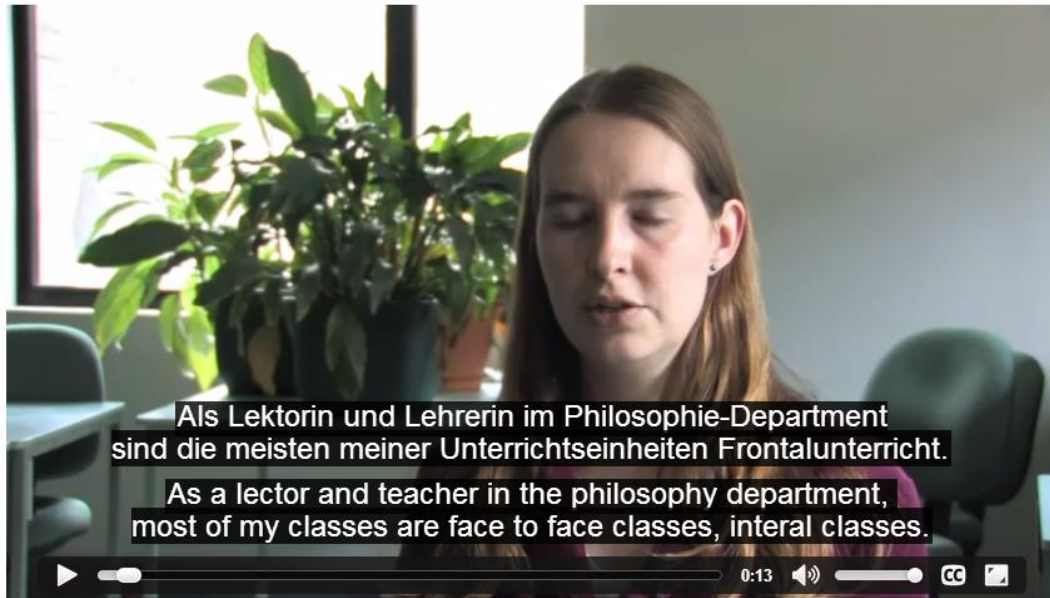 Als Lektorin und Lehrerin im Philosophie-Department
sind die meisten meiner Unterrichtseinheiten Frontalunterricht.
As a lector and teacher in the philosophy department,
most of my classes are face to face classes, interal classes.
0:13
CC